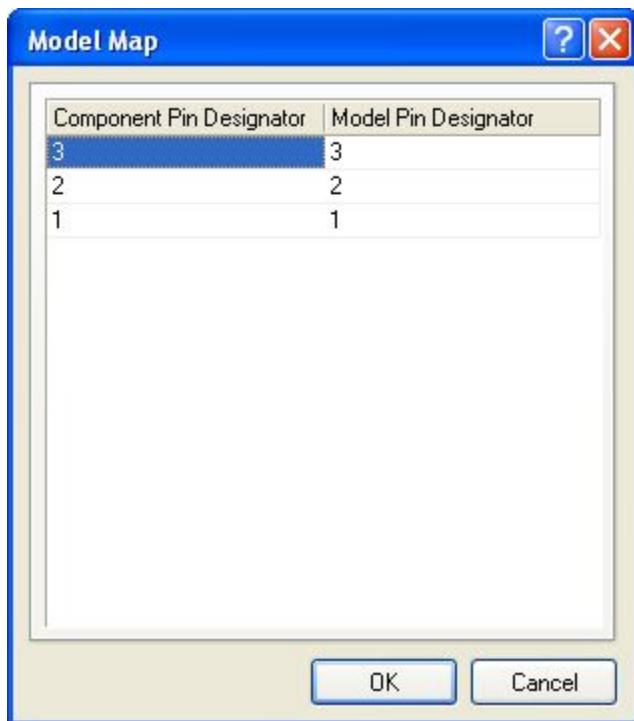 Model Map
Component Pin Designator Model Pin Designator
3 3
2 2
1 1
OK Cancel